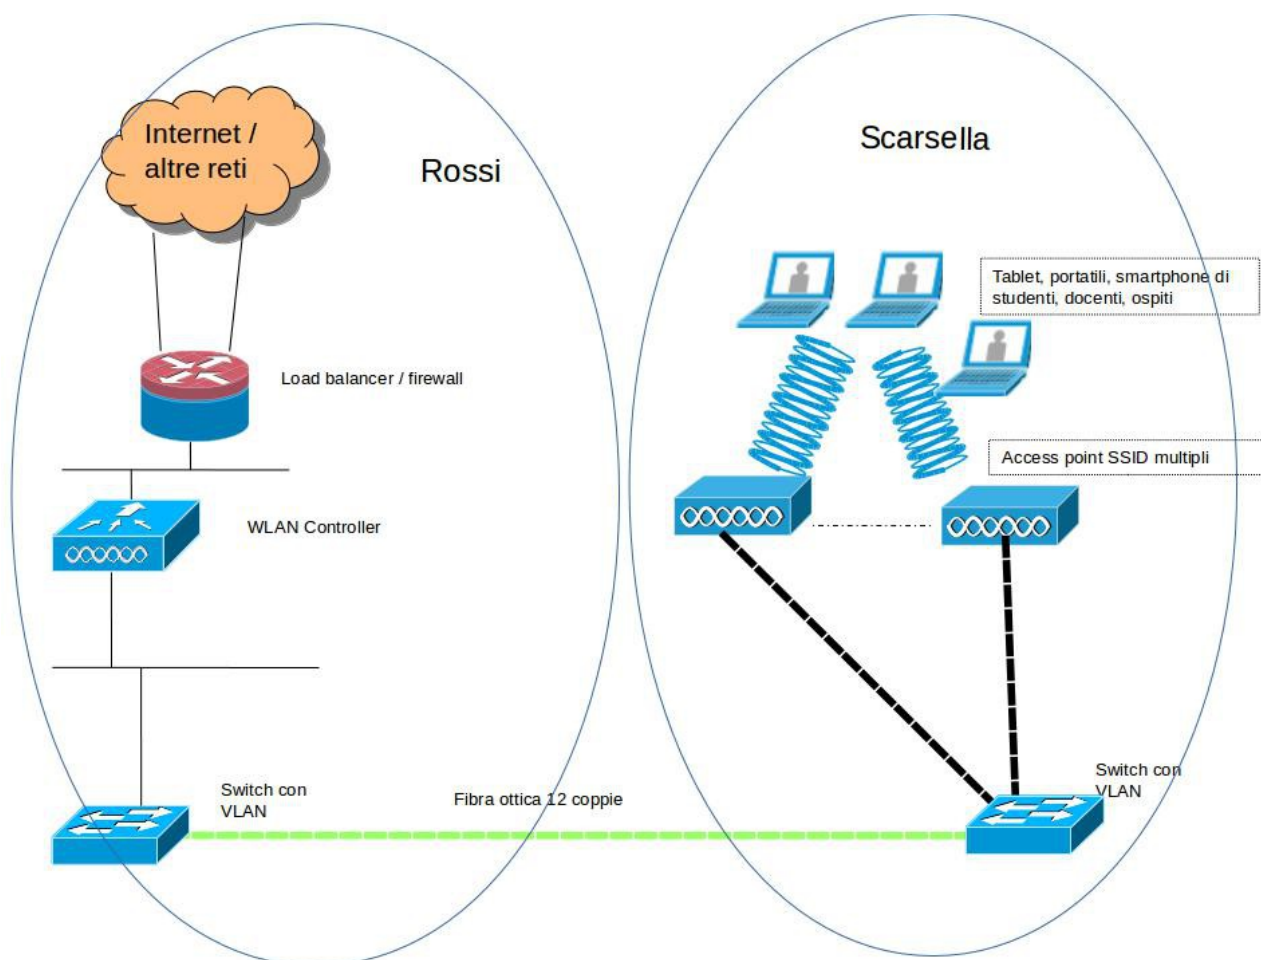 Internet /
altre reti
Rossi
Scarsella
Tablet, portatili, smartphone di
studenti, docenti, ospiti
Load balancer / firewall
Access point SSID multipli
WLAN Controller
Switch con
VLAN
Fibra ottica 12 coppie
Switch con
VLAN